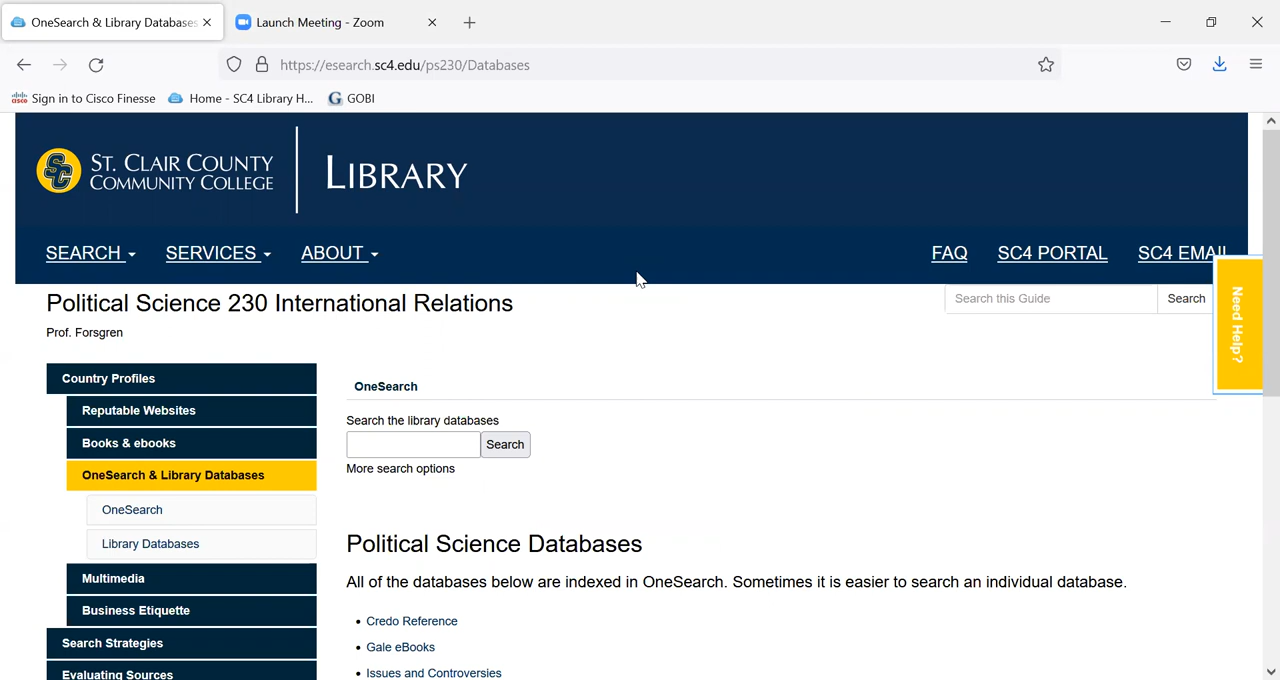 OneSearch & Library Databases
Launch Meeting - Zoom
https://esearch.sc4.edu/ps230/Databases
Sign in to Cisco Finesse
Home - SC4 Library H...
G GOBI
ST. CLAIR COUNTY
COMMUNITY COLLEGE
LIBRARY
SEARCH
SERVICES
ABOUT
FAQ
SC4 PORTAL
SC4 EMAIL
Political Science 230 International Relations
Search this Guide
Search
Need Help?
Prof. Forsgren
Country Profiles
Reputable Websites
Books & ebooks
OneSearch & Library Databases
OneSearch
Library Databases
Multimedia
Business Etiquette
Search Strategies
Evaluating Sources
OneSearch
Search the library databases
Search
More search options
Political Science Databases
All of the databases below are indexed in OneSearch. Sometimes it is easier to search an individual database.
Credo Reference
Gale eBooks
Issues and Controversies